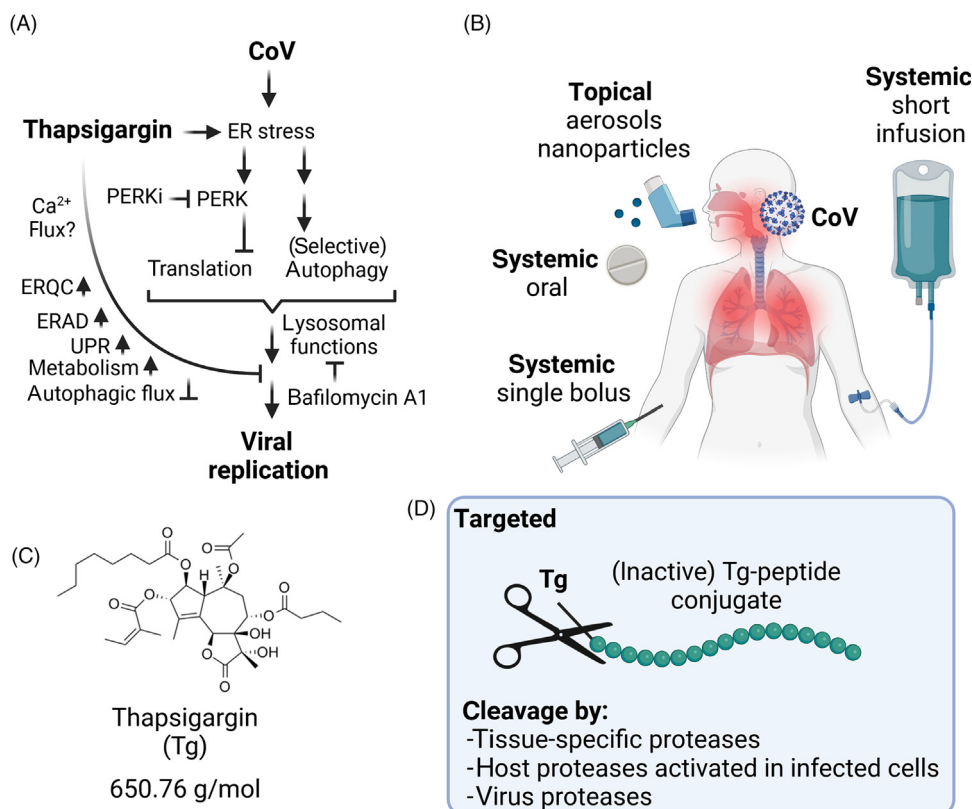 (A)
CoV
Thapsigargin
ER stress
PERKi
PERK
Ca²⁺
Flux?
Translation
(Selective)
Autophagy
ERQC
ERAD
UPR
Metabolism
Autophagic flux
Lysosomal
functions
Bafilomycin A1
Viral
replication
(B)
Topical
aerosols
nanoparticles
Systemic
short
infusion
CoV
Systemic
oral
Systemic
single bolus
(C)
O
O
O
O
H
O
O
O
O
O
OH
OH
O
O
Thapsigargin
(Tg)
650.76 g/mol
(D)
Targeted
Tg
(Inactive) Tg-peptide
conjugate
Cleavage by:
-Tissue-specific proteases
-Host proteases activated in infected cells
-Virus proteases